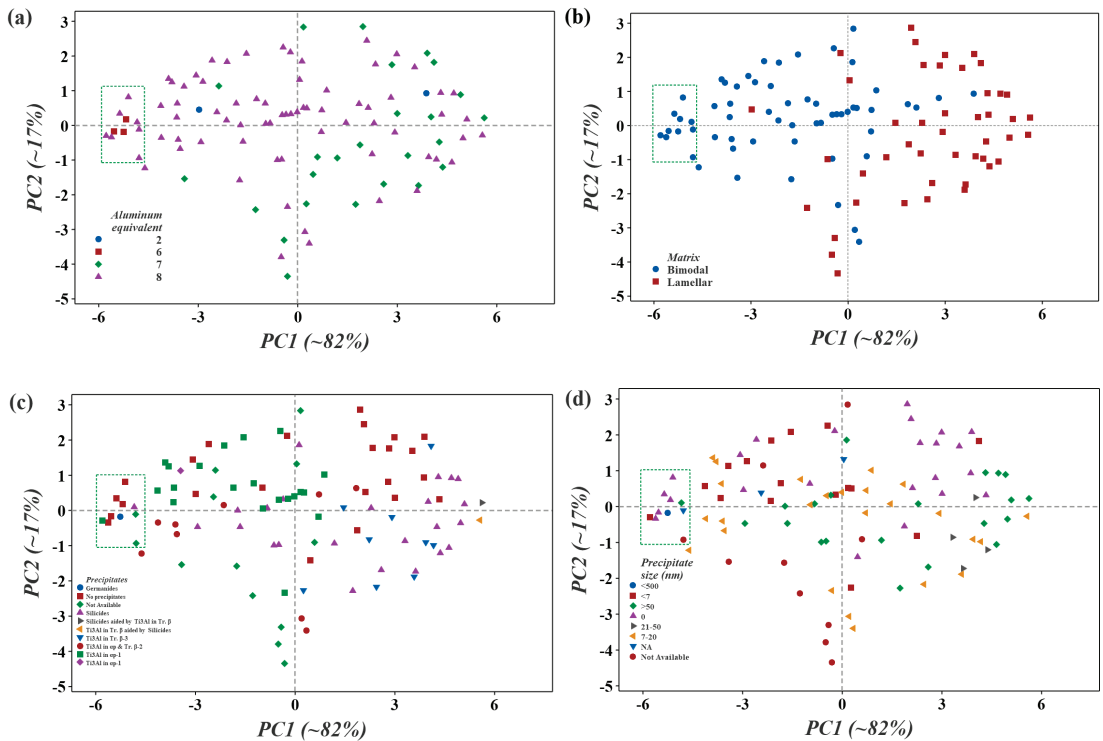 (a)
3
2
1
0
-1
-2
-3
-4
-5
PC2 (~17%)
Aluminum
equivalent
2
6
7
8
-6
-3
0
3
6
PC1 (~82%)
(b)
3
2
1
0
-1
-2
-3
-4
-5
PC2 (~17%)
Matrix
Bimodal
Lamellar
-6
-3
0
3
6
PC1 (~82%)
(c)
3
2
1
0
-1
-2
-3
-4
-5
PC2 (~17%)
Precipitates
Germanides
No precipitates
Not Available
Silicides
Silicides aided by Ti3Al in Tr. β
Ti3Al in Tr. β aided by Silicides
Ti3Al in Tr. β-3
Ti3Al in αp & Tr. β-2
Ti3Al in αp-1
Ti3Al in αp-1
-6
-3
0
3
6
PC1 (~82%)
(d)
3
2
1
0
-1
-2
-3
-4
-5
PC2 (~17%)
Precipitate
size (nm)
<500
<7
>50
0
21-50
7-20
NA
Not Available
-6
-3
0
3
6
PC1 (~82%)